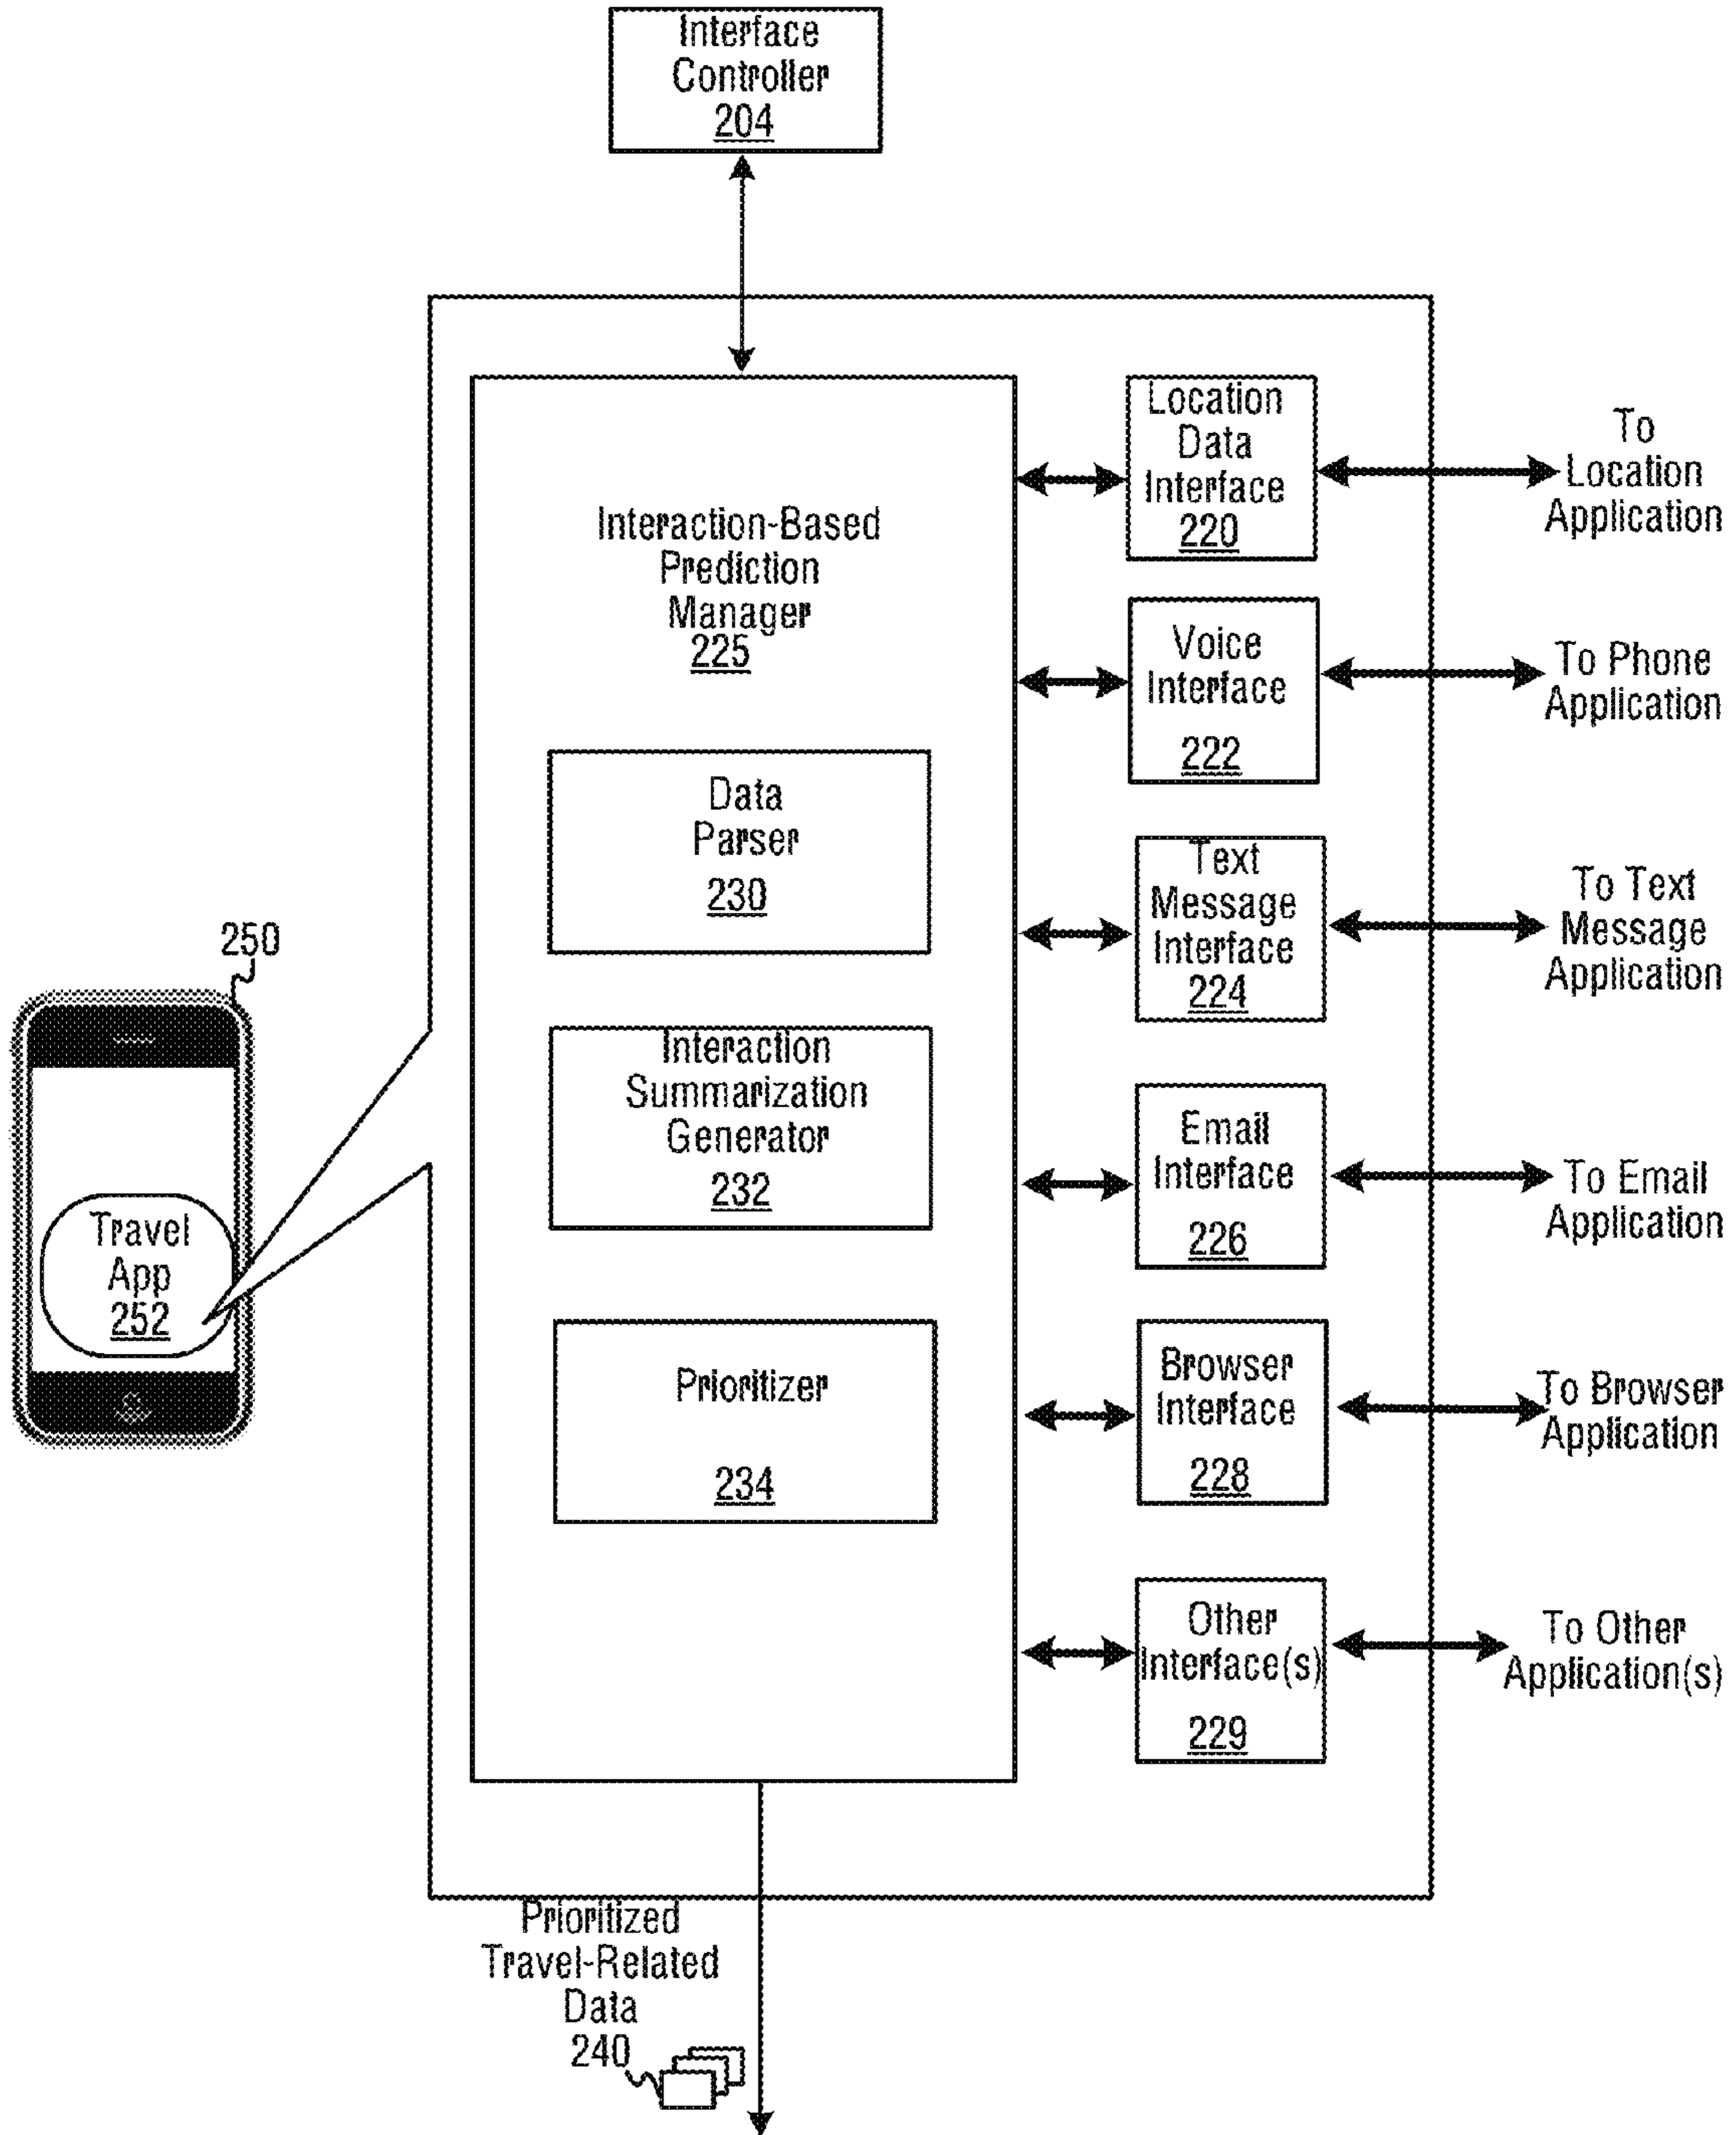 Interface
Controller
204
Location
Data
Interface
220
To
Location
Application
Interaction-Based
Prediction
Manager
225
Voice
Interface
222
To Phone
Application
Data
Parser
230
Text
Message
Interface
224
To Text
Message
Application
250
Travel
App
252
Interaction
Summarization
Generator
232
Email
Interface
226
To Email
Application
Prioritizer
234
Browser
Interface
228
To Browser
Application
Other
Interface(s)
229
To Other
Application(s)
Prioritized
Travel-Related
Data
240